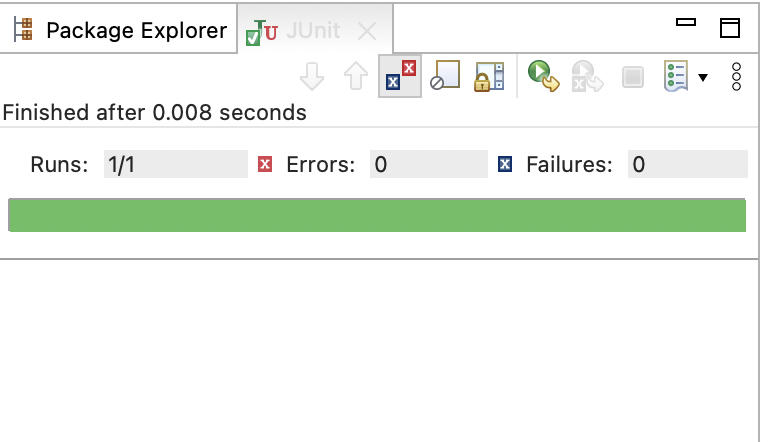 Package Explorer JUnit
Finished after 0.008 seconds
Runs: 1/1 Errors: 0 Failures: 0